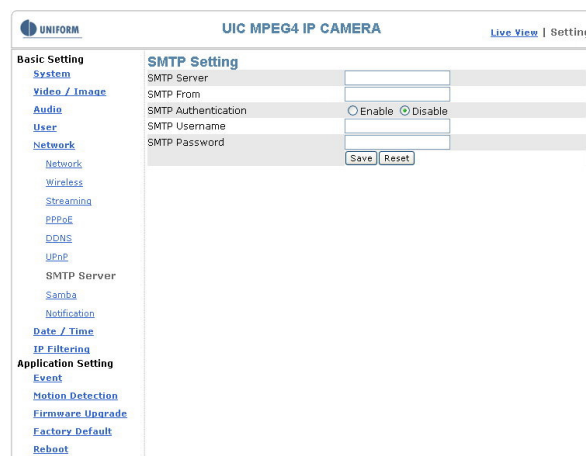 UNIFORM
UIC MPEG4 IP CAMERA
Live View | Setting
Basic Setting
System
Video / Image
Audio
User
Network
Network
Wireless
Streaming
PPPoE
DDNS
UPnP
SMTP Server
Samba
Notification
Date / Time
IP Filtering
Application Setting
Event
Motion Detection
Firmware Upgrade
Factory Default
Reboot
SMTP Setting
SMTP Server
SMTP From
SMTP Authentication Enable Disable
SMTP Username
SMTP Password
Save Reset